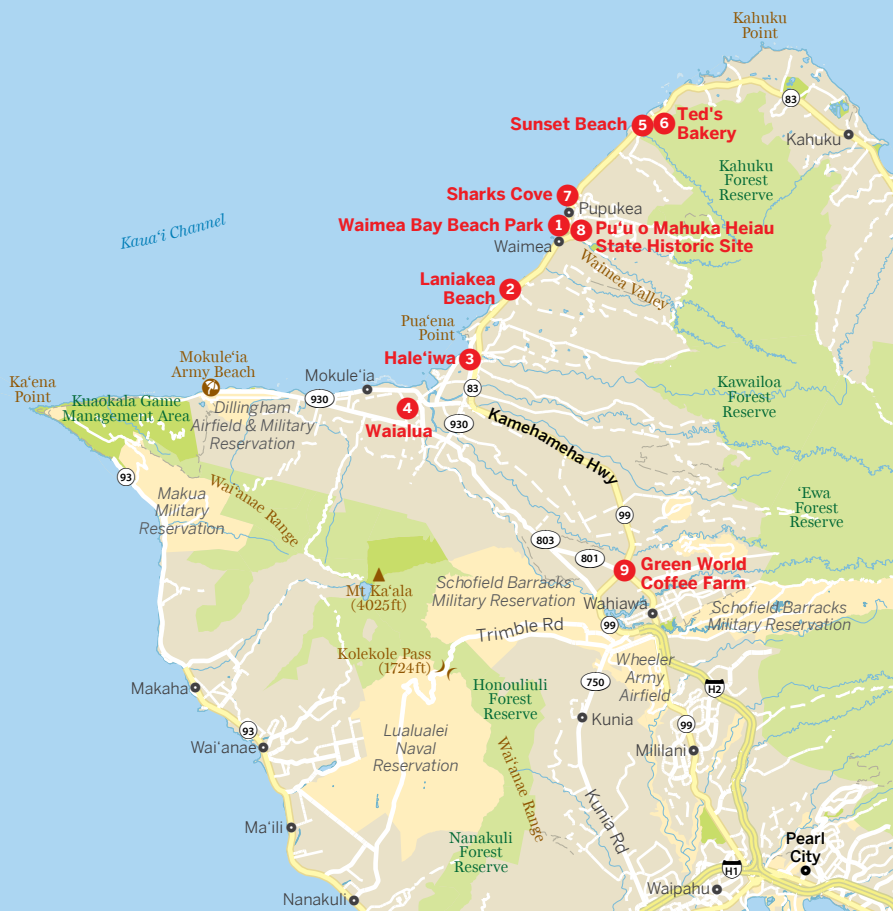 Kahuku
Point
83
Sunset Beach
5
6
Ted's
Bakery
Kahuku
Kahuku
Forest
Reserve
Sharks Cove
7
Pupukea
Waimea Bay Beach Park
1
8
Pu‘u o Mahuka Heiau
State Historic Site
Waimea
Waimea Valley
Kaua‘i Channel
Laniakea
Beach
2
Pua‘ena
Point
Hale‘iwa
3
Mokule‘ia
Army Beach
Mokule‘ia
Ka‘ena
Point
Kuaokala Game
Management Area
930
83
Dillingham
Airfield & Military
Reservation
4
Waialua
930
Kamehameha Hwy
Kawailoa
Forest
Reserve
93
Makua
Military
Reservation
Wai‘anae Range
99
‘Ewa
Forest
Reserve
803
801
9
Green World
Coffee Farm
Mt Ka‘ala
(4025ft)
Schofield Barracks
Military Reservation
Wahiawa
Schofield Barracks
Military Reservation
99
Trimble Rd
Kolekole Pass
(1724ft)
Wheeler
Army
Airfield
750
H2
Makaha
Honouliuli
Forest
Reserve
Kunia
99
93
Wai‘anae
Lualualei
Naval
Reservation
Mililani
Wai‘anae Range
Kunia Rd
Ma‘ili
Nanakuli
Forest
Reserve
Pearl
City
H1
Waipahu
Nanakuli